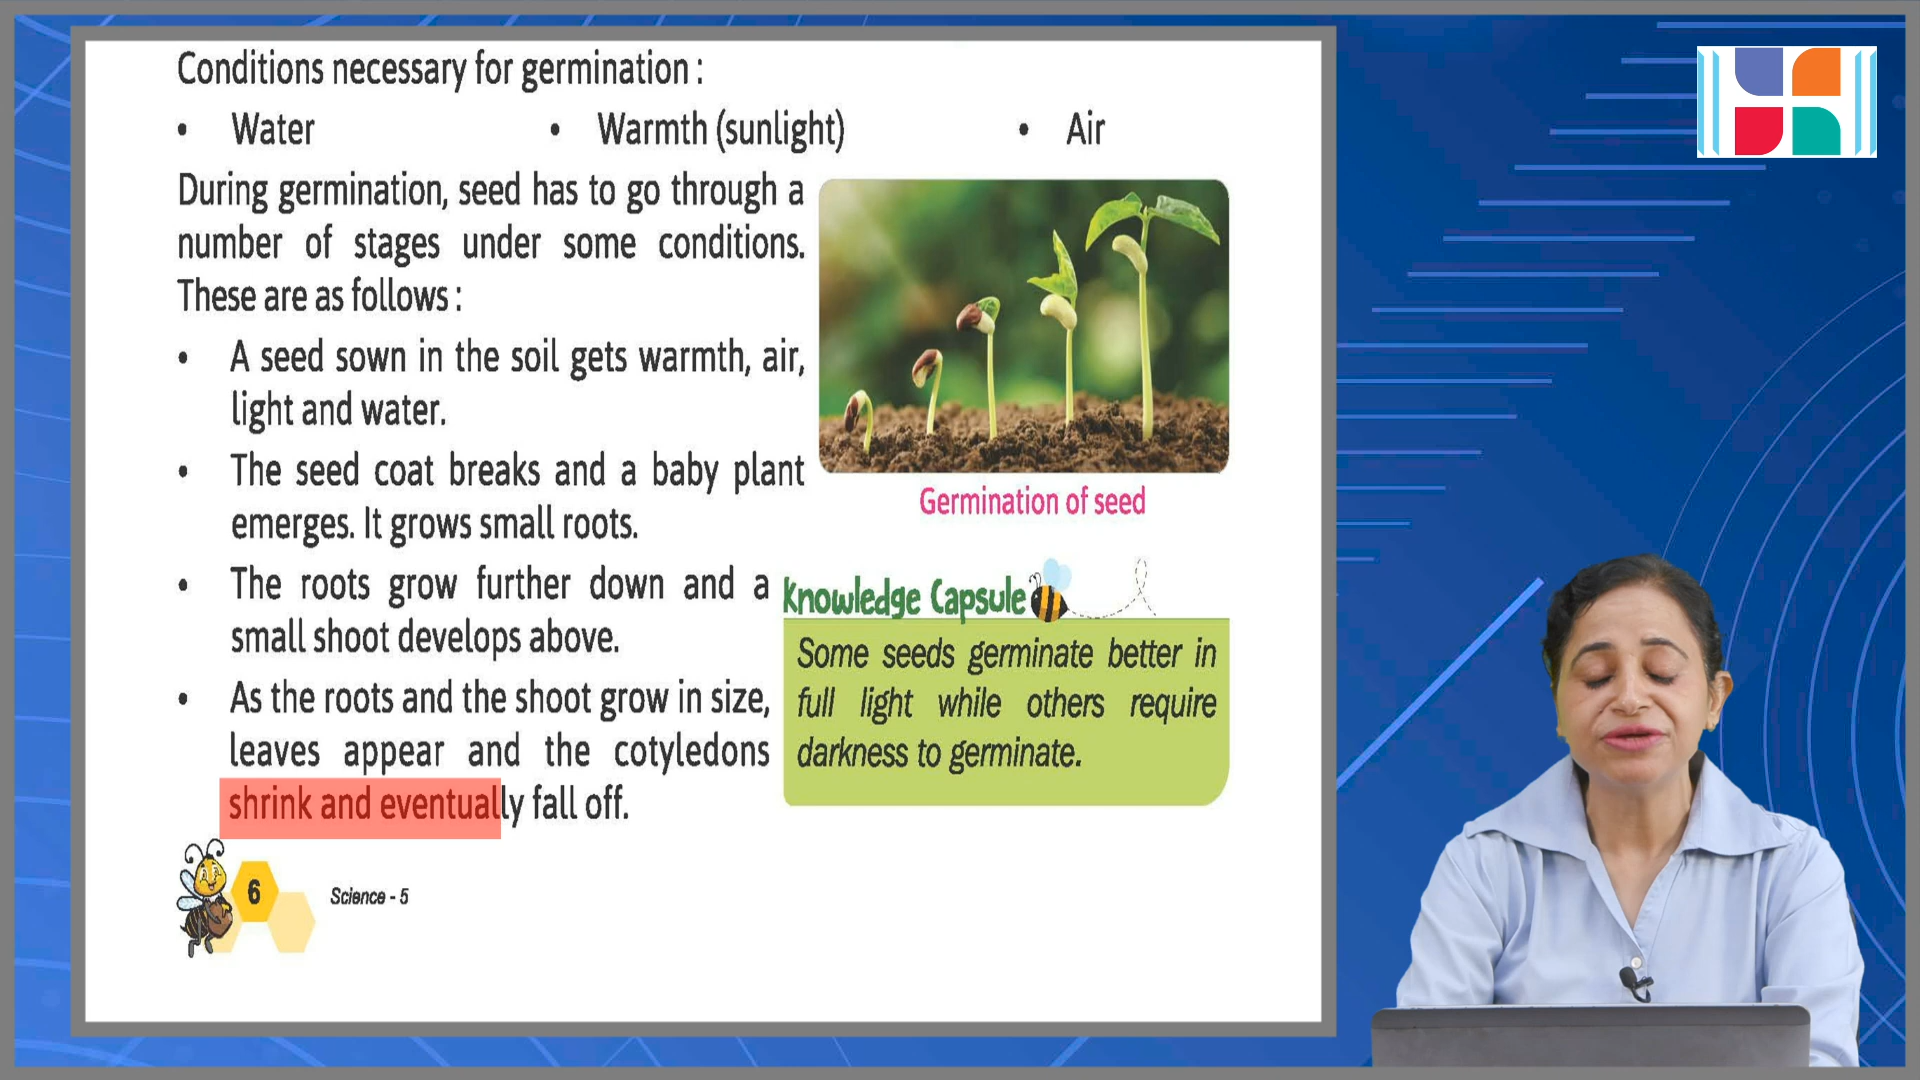 Conditions necessary for germination :
• Water • Warmth (sunlight) • Air
During germination, seed has to go through a
number of stages under some conditions.
These are as follows :
• A seed sown in the soil gets warmth, air,
light and water.
• The seed coat breaks and a baby plant
emerges. It grows small roots.
• The roots grow further down and a
small shoot develops above.
• As the roots and the shoot grow in size,
leaves appear and the cotyledons
shrink and eventually fall off.
Germination of seed
Knowledge Capsule
Some seeds germinate better in
full light while others require
darkness to germinate.
6
Science - 5